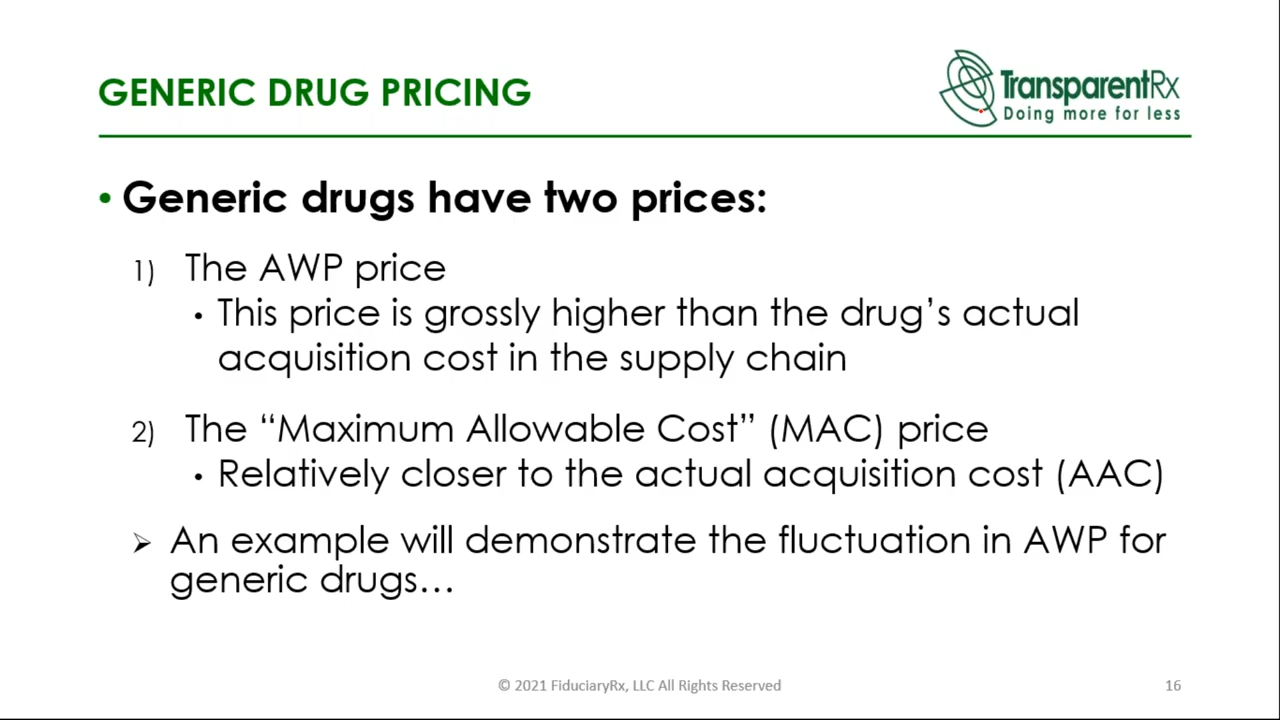 GENERIC DRUG PRICING
TransparentRx
Doing more for less
• Generic drugs have two prices:
1) The AWP price
• This price is grossly higher than the drug’s actual
acquisition cost in the supply chain
2) The “Maximum Allowable Cost” (MAC) price
• Relatively closer to the actual acquisition cost (AAC)
➢ An example will demonstrate the fluctuation in AWP for
generic drugs…
© 2021 FiduciaryRx, LLC All Rights Reserved
16